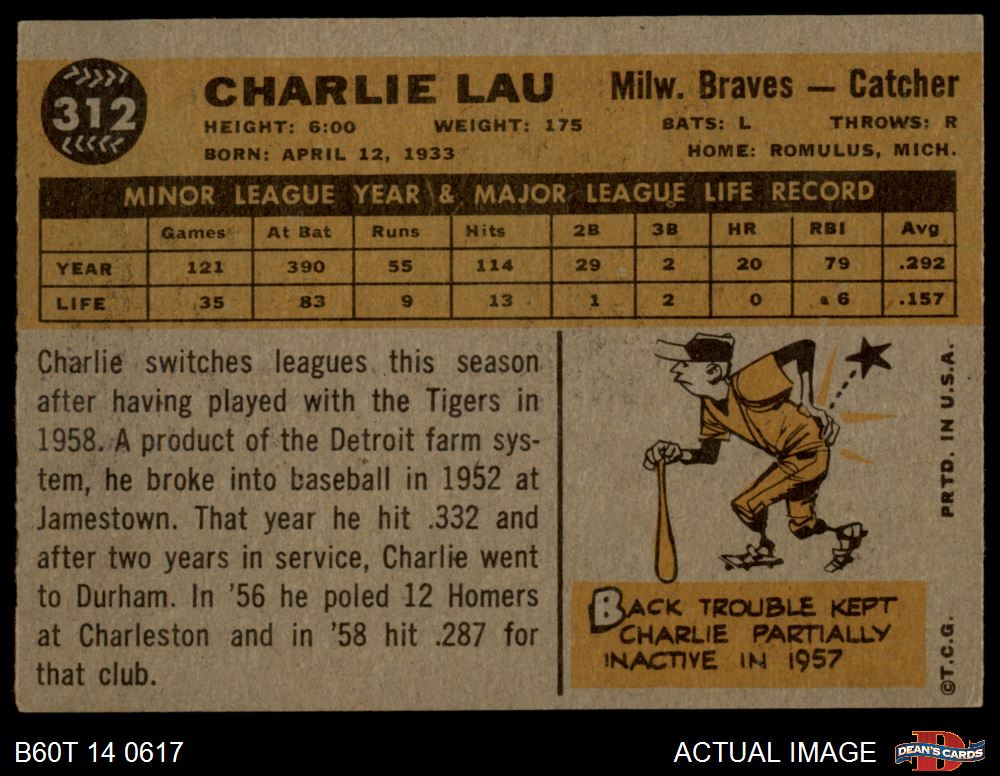 312
CHARLIE LAU Milw. Braves — Catcher
HEIGHT: 6:00 WEIGHT: 175 BATS: L THROWS: R
BORN: APRIL 12, 1933 HOME: ROMULUS, MICH.
MINOR LEAGUE YEAR & MAJOR LEAGUE LIFE RECORD
Games At Bat Runs Hits 2B 3B HR RBI Avg
YEAR 121 390 55 114 29 2 20 79 .292
LIFE 35 83 9 13 1 2 0 6 .157
Charlie switches leagues this season
after having played with the Tigers in
1958. A product of the Detroit farm sys-
tem, he broke into baseball in 1952 at
Jamestown. That year he hit .332 and
after two years in service, Charlie went
to Durham. In '56 he poled 12 Homers
at Charleston and in '58 hit .287 for
that club.
BACK TROUBLE KEPT
CHARLIE PARTIALLY
INACTIVE IN 1957
©T.C.G. PRTD. IN U.S.A.
B60T 14 0617 ACTUAL IMAGE
DEAN'S CARDS